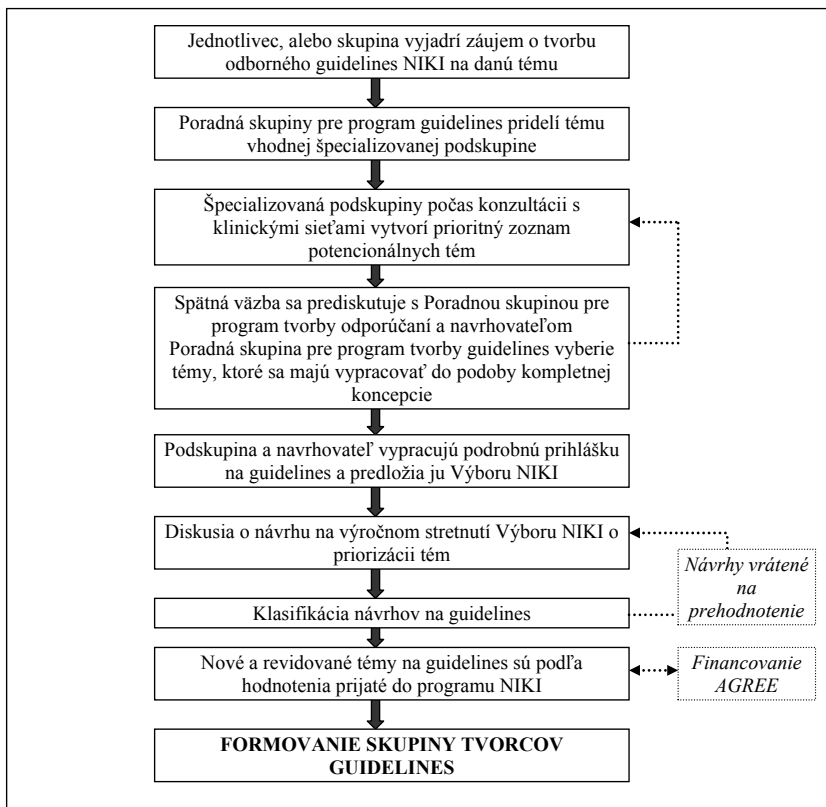 Jednotlivec, alebo skupina vyjadrí záujem o tvorbu
odborného guidelines NIKI na danú tému
Poradná skupiny pre program guidelines pridelí tému
vhodnej špecializovanej podskupine
Špecializovaná podskupiny počas konzultácii s
klinickými sieťami vytvorí prioritný zoznam
potencionálnych tém
Spätná väzba sa prediskutuje s Poradnou skupinou pre
program tvorby odporúčaní a navrhovateľom
Poradná skupina pre program tvorby guidelines vyberie
témy, ktoré sa majú vypracovať do podoby kompletnej
koncepcie
Podskupina a navrhovateľ vypracujú podrobnú prihlášku
na guidelines a predložia ju Výboru NIKI
Diskusia o návrhu na výročnom stretnutí Výboru NIKI o
priorizácii tém
Návrhy vrátené
na
prehodnotenie
Klasifikácia návrhov na guidelines
Nové a revidované témy na guidelines sú podľa
hodnotenia prijaté do programu NIKI
Financovanie
AGREE
FORMOVANIE SKUPINY TVORCOV
GUIDELINES